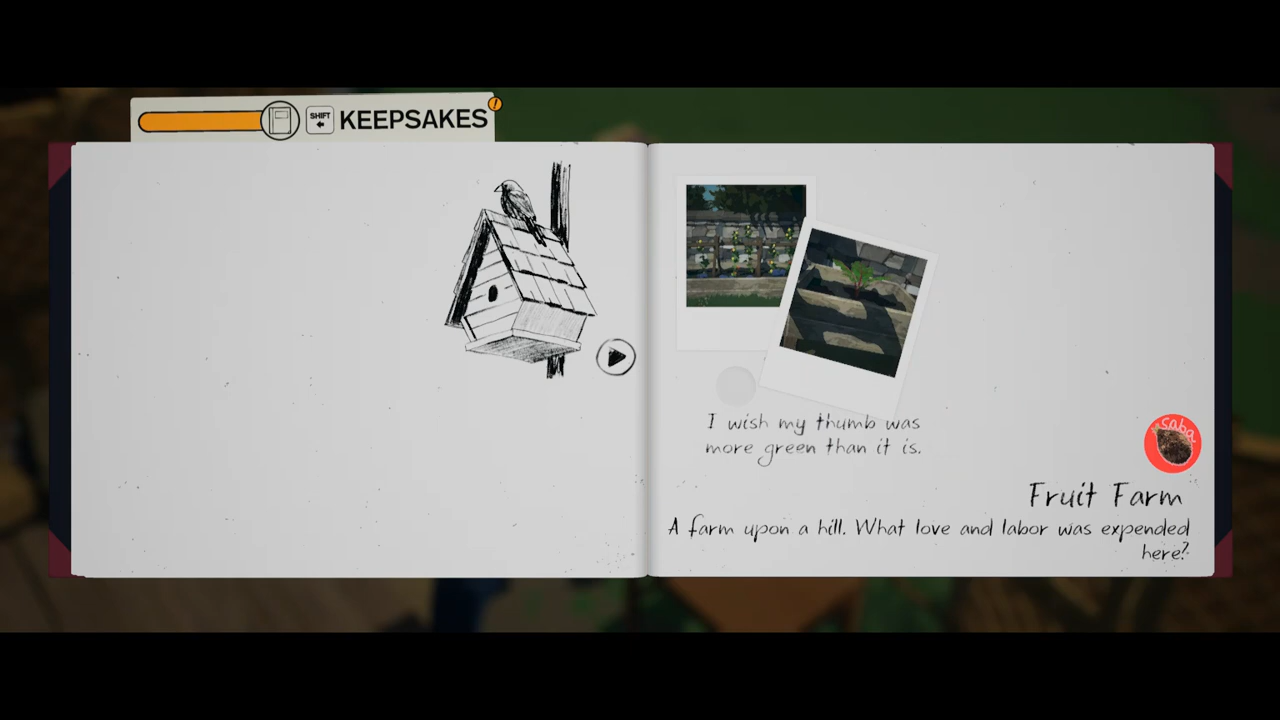 SHIFT
KEEPSAKES
!
I wish my thumb was
more green than it is.
Saba
Fruit Farm
A farm upon a hill. What love and labor was expended
here?